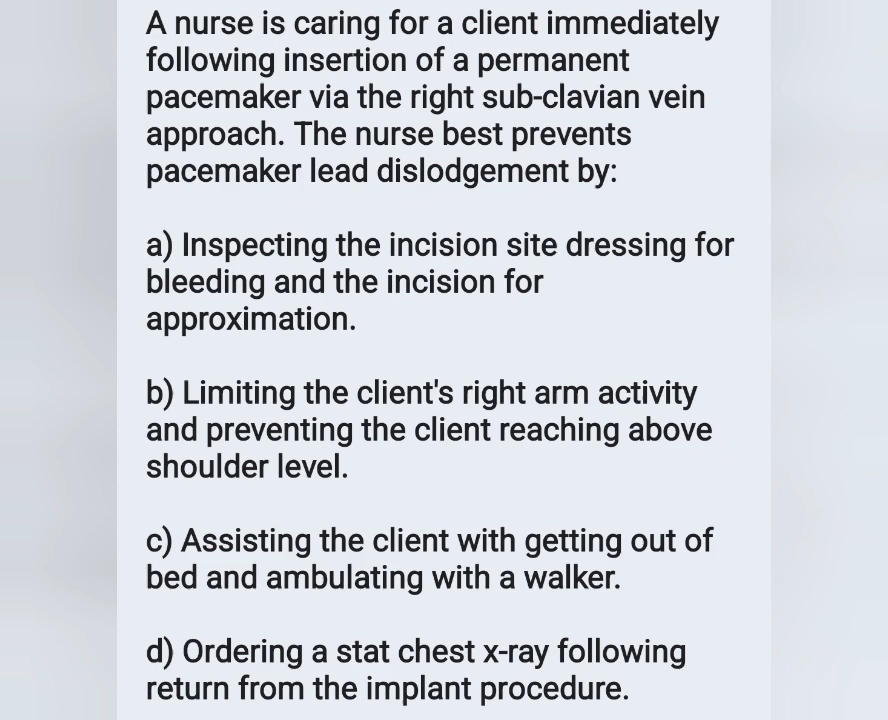 A nurse is caring for a client immediately
following insertion of a permanent
pacemaker via the right sub-clavian vein
approach. The nurse best prevents
pacemaker lead dislodgement by:
a) Inspecting the incision site dressing for
bleeding and the incision for
approximation.
b) Limiting the client's right arm activity
and preventing the client reaching above
shoulder level.
c) Assisting the client with getting out of
bed and ambulating with a walker.
d) Ordering a stat chest x-ray following
return from the implant procedure.